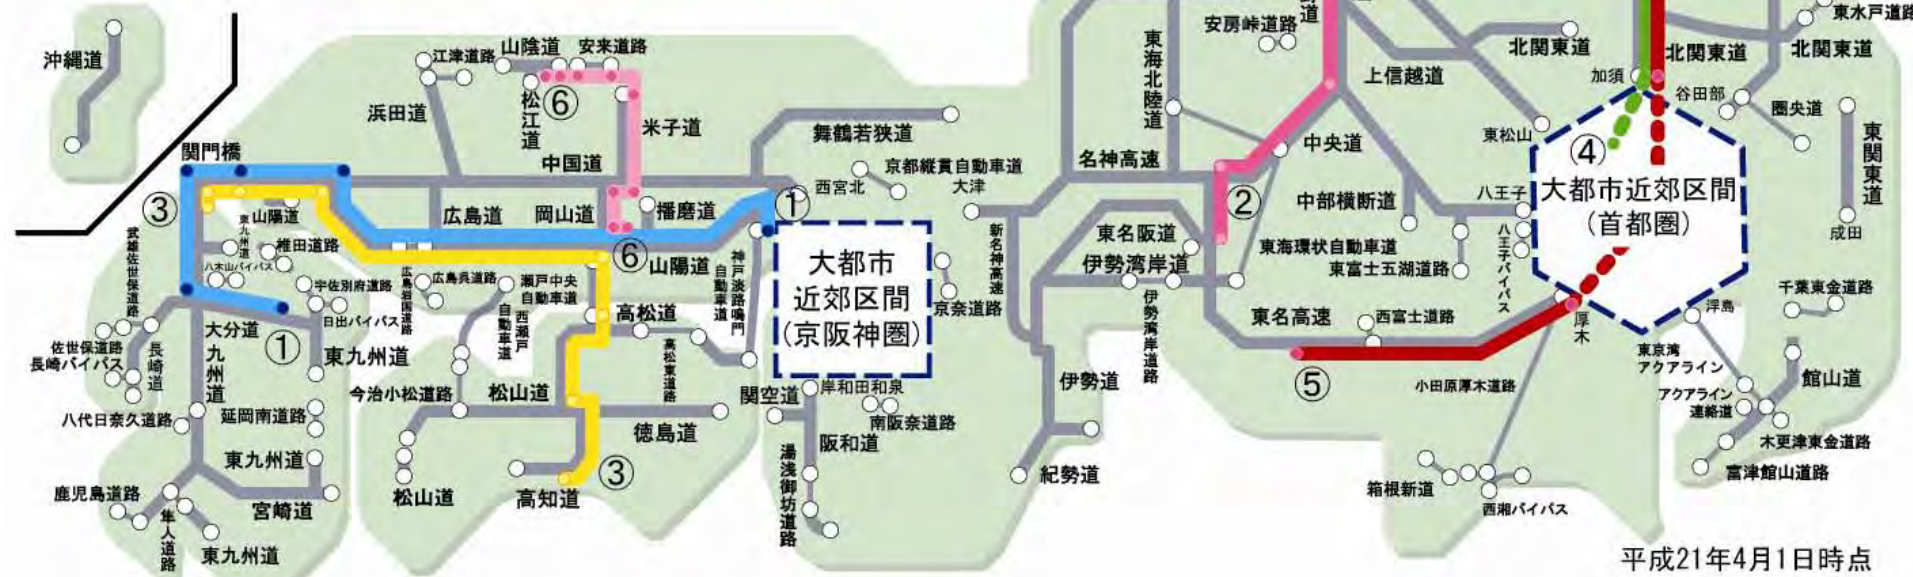 沖縄道
江津道路
山陰道
安来道路
浜田道
松江道
⑥
米子道
中国道
舞鶴若狭道
関門橋
③
山陽道
東九州道
椎田道路
八木山バイパス
武雄佐世保道路
宇佐別府道路
日出バイパス
大分道
①
九州道
東九州道
佐世保道路
長崎バイパス
長崎道
八代日奈久道路
延岡南道路
東九州道
鹿児島道路
隼人道路
宮崎道
東九州道
広島道
岡山道
播磨道
西宮北
①
京都縦貫自動車道
大津
⑥
山陽道
広島岩国道路
広島呉道路
瀬戸中央
自動車道
西瀬戸
自動車道
神戸淡路鳴門
自動車道
高松道
高松東道路
今治小松道路
松山道
松山道
高知道
③
徳島道
大都市
近郊区間
(京阪神圏)
京奈道路
関空道
岸和田和泉
南阪奈道路
阪和道
湯浅御坊道路
新名神高速
伊勢道
紀勢道
安房峠道路
道
東海北陸道
名神高速
②
東名阪道
伊勢湾岸道
伊勢湾岸道路
東海環状自動車道
東富士五湖道路
中部横断道
中央道
上信越道
北関東道
東松山
八王子
八王子バイパス
東名高速
西富士道路
⑤
小田原厚木道路
厚木
箱根新道
西湘バイパス
加須
北関東道
北関東道
東水戸道路
谷田部
圏央道
東関東道
成田
④
大都市近郊区間
(首都圏)
千葉東金道路
浮島
東京湾
アクアライン
アクアライン
連絡道
館山道
木更津東金道路
富津館山道路
平成21年4月1日時点